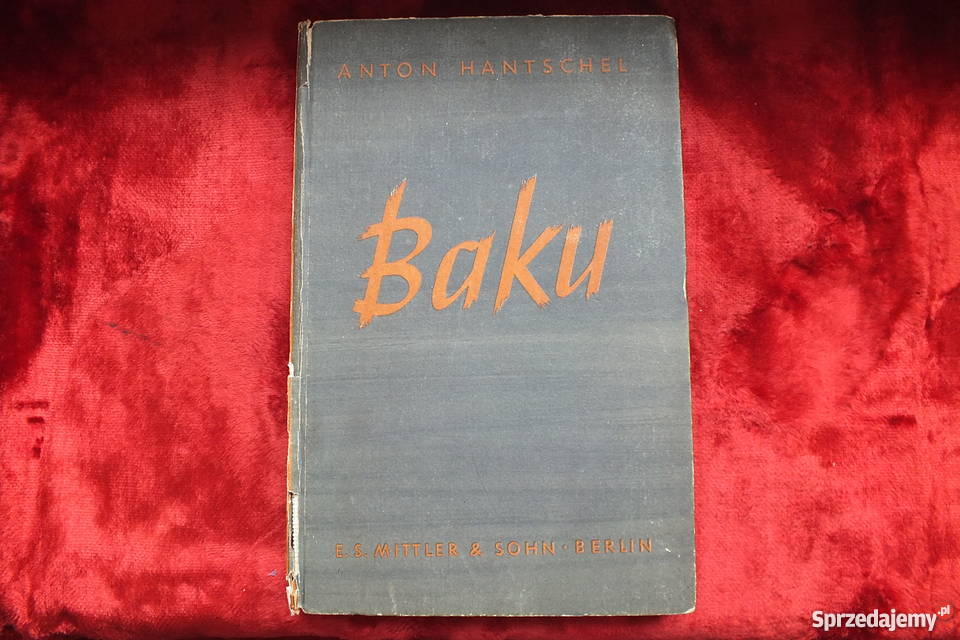 ANTON HANTSCHEL
Baku
E. S. MITTLER & SOHN · BERLIN
Sprzedajemy.pl